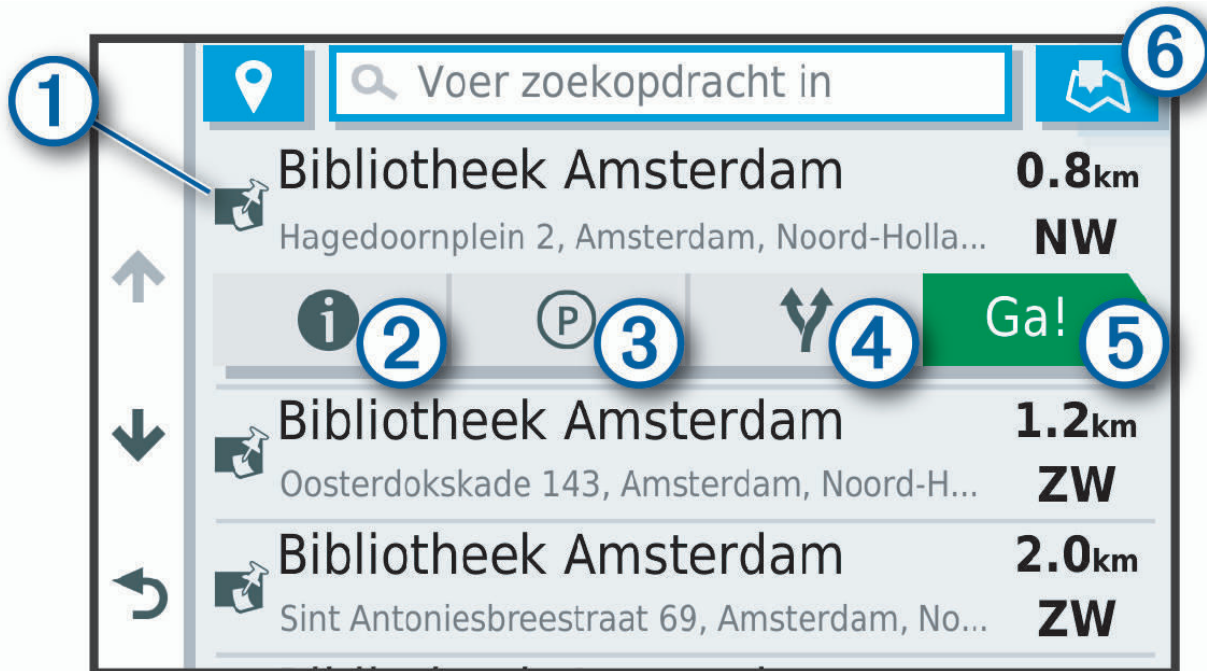 Voer zoekopdracht in
6
1
Bibliotheek Amsterdam 0.8km
Hagedoornplein 2, Amsterdam, Noord-Holla... NW
i 2 P 3 4 Ga! 5
Bibliotheek Amsterdam 1.2km
Oosterdokskade 143, Amsterdam, Noord-H... ZW
Bibliotheek Amsterdam 2.0km
Sint Antoniesbreestraat 69, Amsterdam, No... ZW